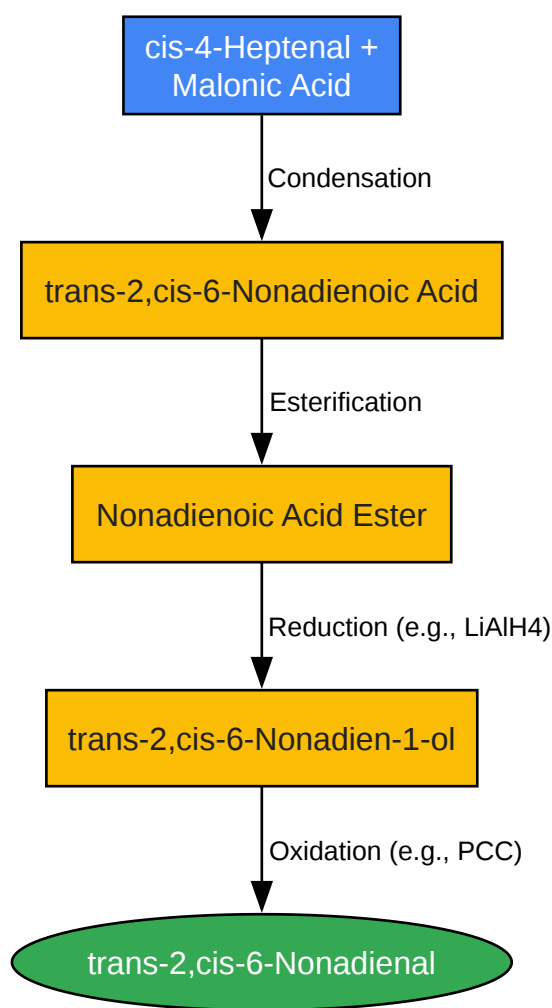 cis-4-Heptenal +
Malonic Acid
Condensation
trans-2,cis-6-Nonadienoic Acid
Esterification
Nonadienoic Acid Ester
Reduction (e.g., LiAlH4)
trans-2,cis-6-Nonadien-1-ol
Oxidation (e.g., PCC)
trans-2,cis-6-Nonadienal